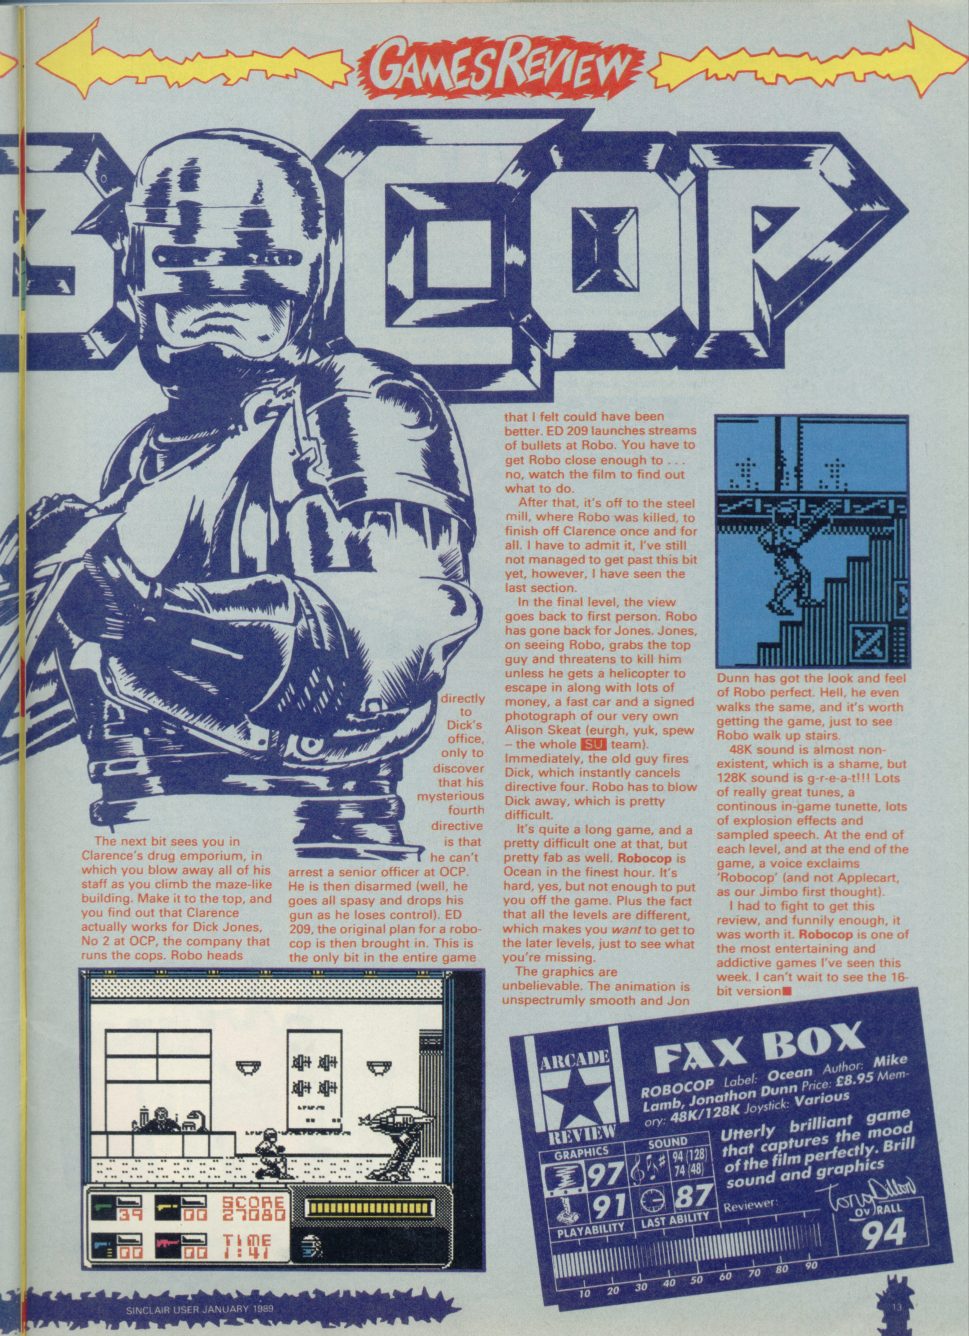 GAMESREVIEW
B COP
The next bit sees you in
Clarence's drug emporium, in
which you blow away all of his
staff as you climb the maze-like
building. Make it to the top, and
you find out that Clarence
actually works for Dick Jones,
No 2 at OCP, the company that
runs the cops. Robo heads
directly
to
Dick's
office,
only to
discover
that his
mysterious
fourth
directive
is that
he can't
arrest a senior officer at OCP.
He is then disarmed (well, he
goes all spasy and drops his
gun as he loses control). ED
209, the original plan for a robo-
cop is then brought in. This is
the only bit in the entire game
that I felt could have been
better. ED 209 launches streams
of bullets at Robo. You have to
get Robo close enough to . . .
no, watch the film to find out
what to do.
After that, it's off to the steel
mill, where Robo was killed, to
finish off Clarence once and for
all. I have to admit it, I've still
not managed to get past this bit
yet, however, I have seen the
last section.
In the final level, the view
goes back to first person. Robo
has gone back for Jones. Jones,
on seeing Robo, grabs the top
guy and threatens to kill him
unless he gets a helicopter to
escape in along with lots of
money, a fast car and a signed
photograph of our very own
Alison Skeat (eurgh, yuk, spew
– the whole SU team).
Immediately, the old guy fires
Dick, which instantly cancels
directive four. Robo has to blow
Dick away, which is pretty
difficult.
It's quite a long game, and a
pretty difficult one at that, but
pretty fab as well. Robocop is
Ocean in the finest hour. It's
hard, yes, but not enough to put
you off the game. Plus the fact
that all the levels are different,
which makes you want to get to
the later levels, just to see what
you're missing.
The graphics are
unbelievable. The animation is
unspectrumly smooth and Jon
Dunn has got the look and feel
of Robo perfect. Hell, he even
walks the same, and it's worth
getting the game, just to see
Robo walk up stairs.
48K sound is almost non-
existent, which is a shame, but
128K sound is g-r-e-a-t!!! Lots
of really great tunes, a
continous in-game tunette, lots
of explosion effects and
sampled speech. At the end of
each level, and at the end of the
game, a voice exclaims
'Robocop' (and not Applecart,
as our Jimbo first thought).
I had to fight to get this
review, and funnily enough, it
was worth it. Robocop is one of
the most entertaining and
addictive games I've seen this
week. I can't wait to see the 16-
bit version
39 00 SCORE
27080
00 00 TIME
1:41
ARCADE
REVIEW
FAX BOX
ROBOCOP Label: Ocean Author: Mike
Lamb, Jonathon Dunn Price: £8.95 Mem-
ory: 48K/128K Joystick: Various
Utterly brilliant game
that captures the mood
of the film perfectly. Brill
sound and graphics
GRAPHICS
97
SOUND
94 (128)
74 (48)
91
PLAYABILITY
87
LAST ABILITY
Reviewer:
Tony Dillon
OVERALL
94
10 20 30 40 50 60 70 80 90
SINCLAIR USER JANUARY 1989
13